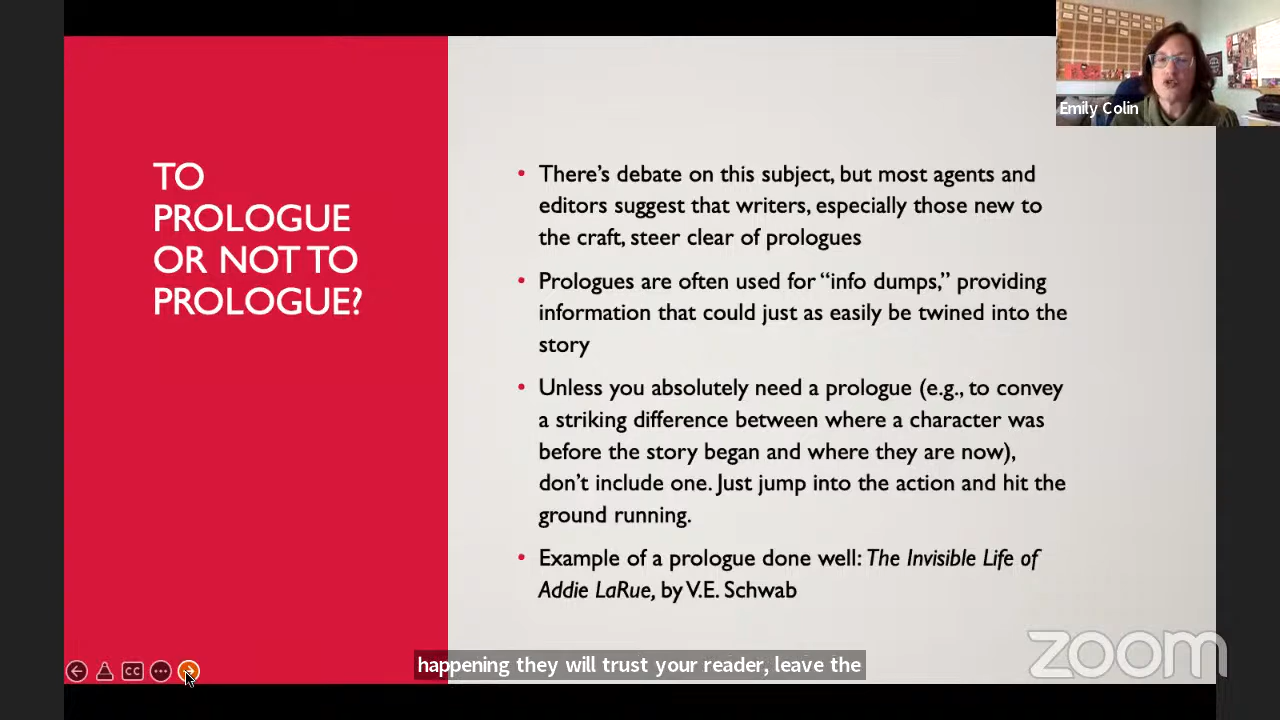 Emily Colin
TO
PROLOGUE
OR NOT TO
PROLOGUE?
• There’s debate on this subject, but most agents and
editors suggest that writers, especially those new to
the craft, steer clear of prologues
• Prologues are often used for “info dumps,” providing
information that could just as easily be twined into the
story
• Unless you absolutely need a prologue (e.g., to convey
a striking difference between where a character was
before the story began and where they are now),
don’t include one. Just jump into the action and hit the
ground running.
• Example of a prologue done well: The Invisible Life of
Addie LaRue, by V.E. Schwab
CC
happening they will trust your reader, leave the
zoom